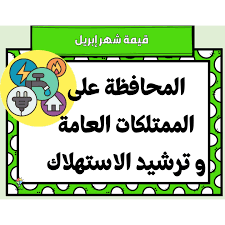 قيمة شهر إبريل
المحافظة على
الممتلكات العامة
و ترشيد الاستهلاك